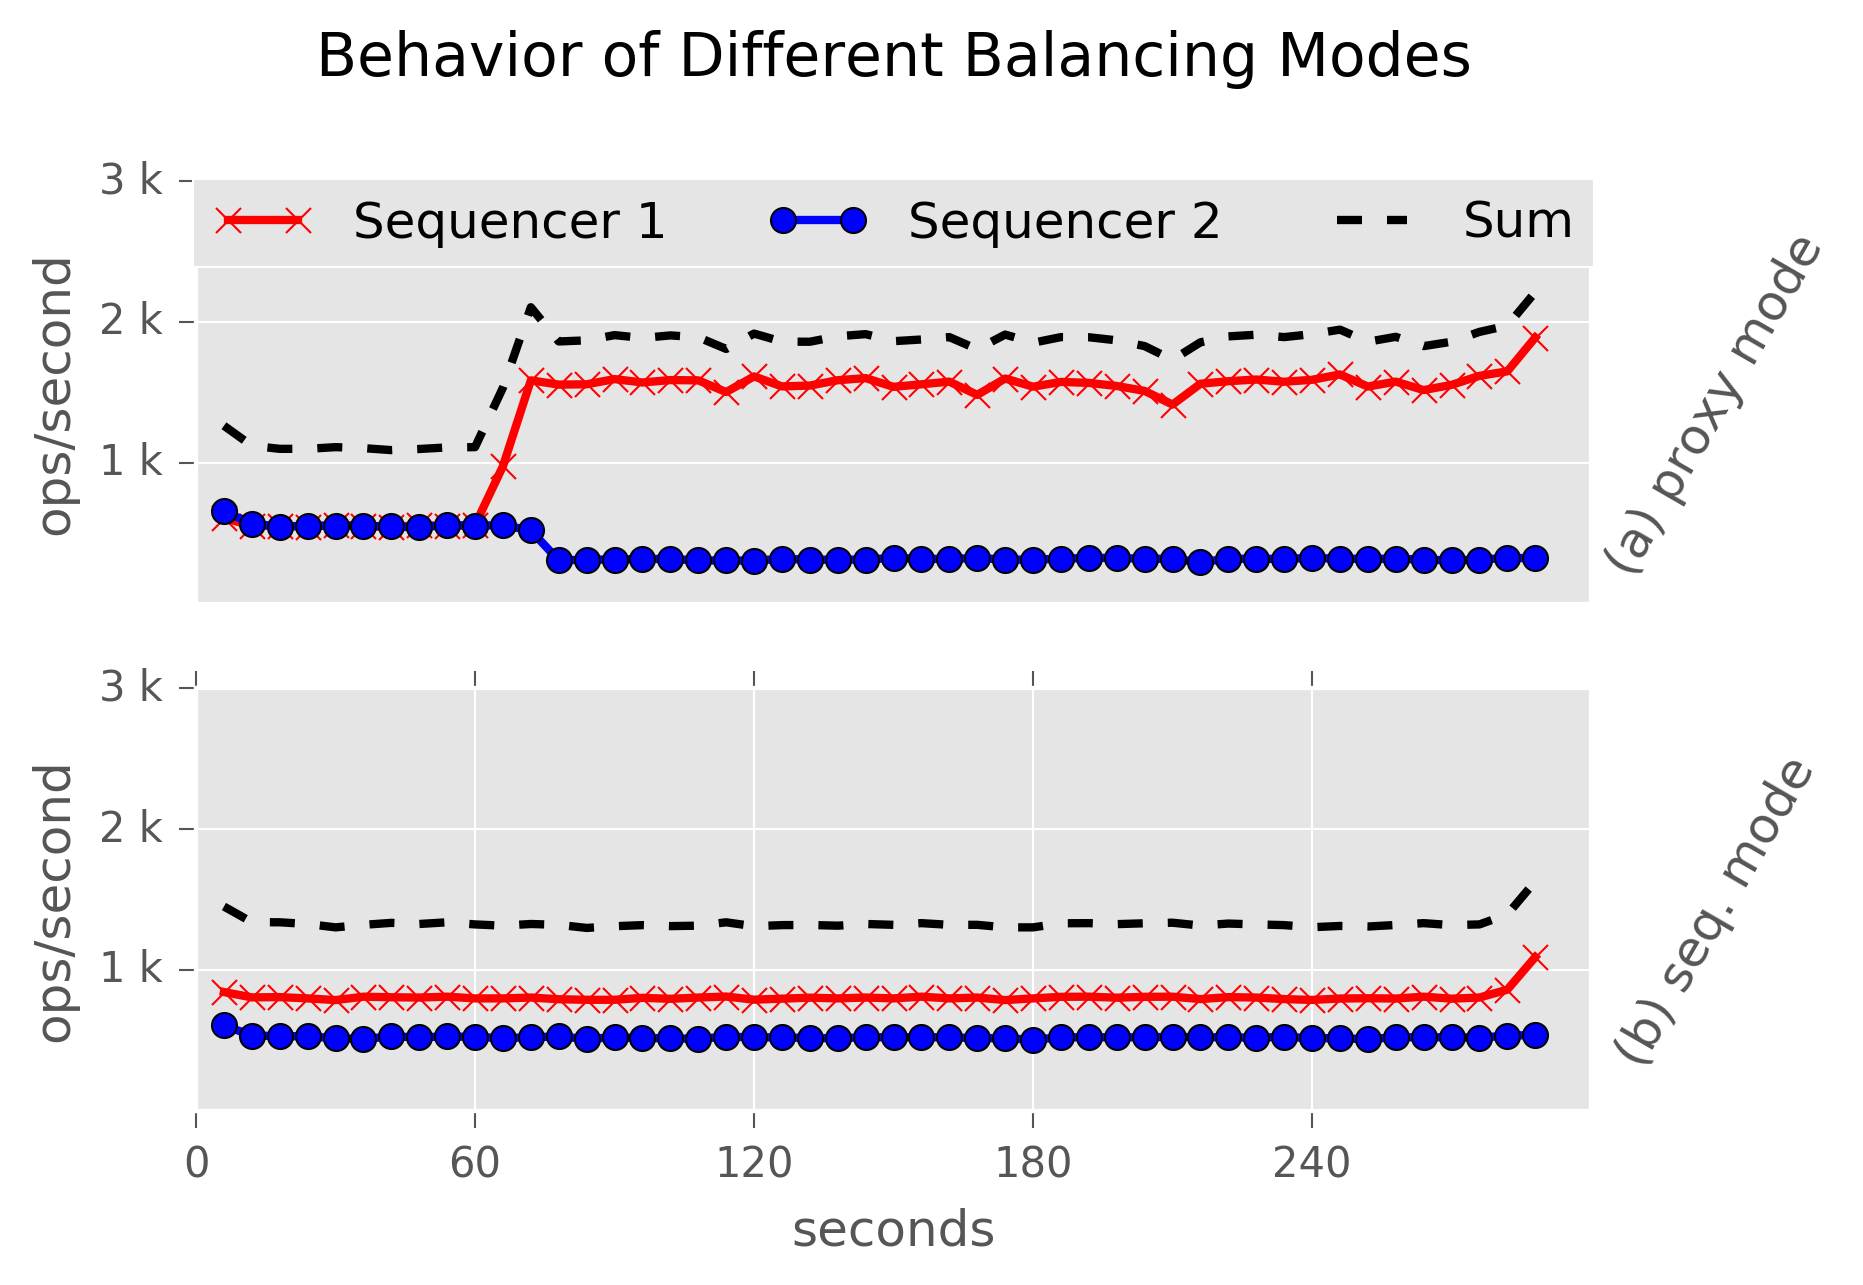 Behavior of Different Balancing Modes
3 k
Sequencer 1 Sequencer 2 Sum
2 k
1 k
ops/second
(a) proxy mode
3 k
2 k
1 k
ops/second
(b) seq. mode
0 60 120 180 240
seconds